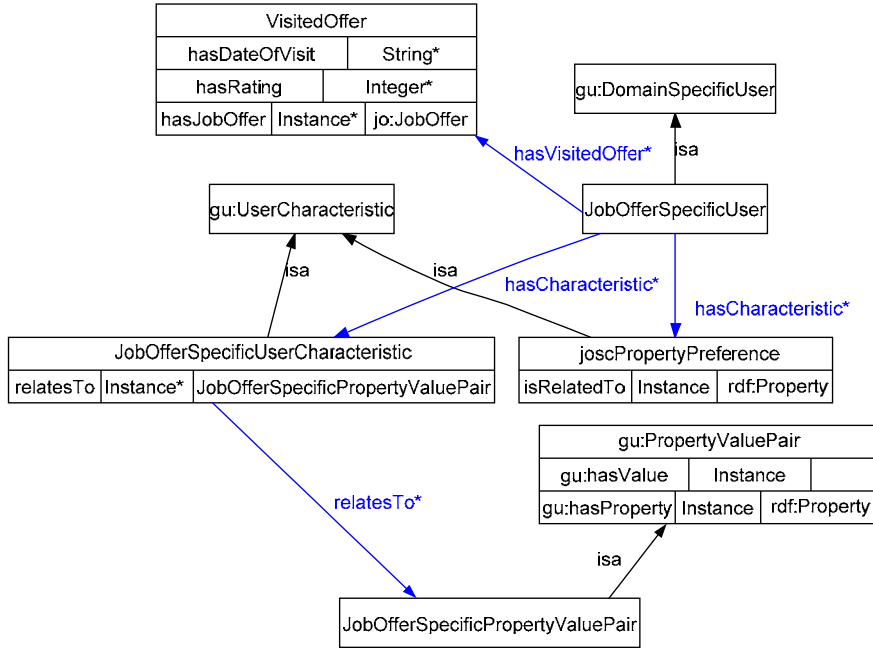 VisitedOffer
hasDateOfVisit String*
hasRating Integer*
hasJobOffer Instance* jo:JobOffer
gu:DomainSpecificUser
isa
hasVisitedOffer*
gu:UserCharacteristic
JobOfferSpecificUser
isa
isa
hasCharacteristic*
hasCharacteristic*
JobOfferSpecificUserCharacteristic
relatesTo Instance* JobOfferSpecificPropertyValuePair
joscPropertyPreference
isRelatedTo Instance rdf:Property
gu:PropertyValuePair
gu:hasValue Instance
gu:hasProperty Instance rdf:Property
relatesTo*
isa
JobOfferSpecificPropertyValuePair